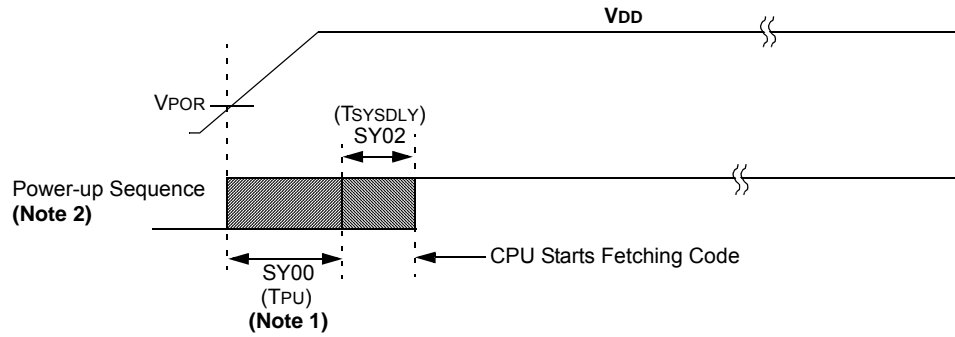 VDD
VPOR
(TSYSDLY)
SY02
Power-up Sequence
(Note 2)
CPU Starts Fetching Code
SY00
(TPU)
(Note 1)